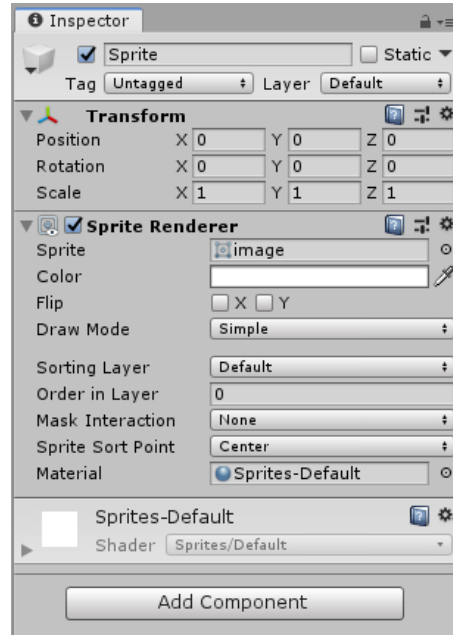 Inspector
Sprite Static
Tag Untagged Layer Default
Transform
Position X 0 Y 0 Z 0
Rotation X 0 Y 0 Z 0
Scale X 1 Y 1 Z 1
Sprite Renderer
Sprite image
Color
Flip X Y
Draw Mode Simple
Sorting Layer Default
Order in Layer 0
Mask Interaction None
Sprite Sort Point Center
Material Sprites-Default
Sprites-Default
Shader Sprites/Default
Add Component